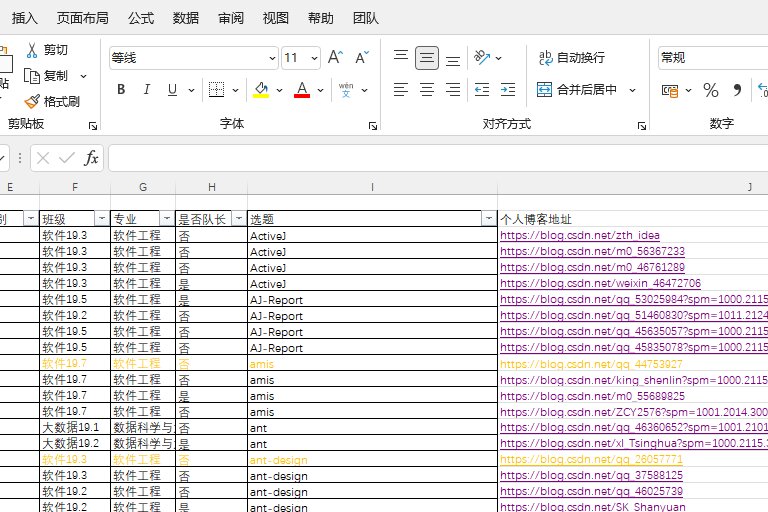 插入 页面布局 公式 数据 审阅 视图 帮助 团队
剪切
等线 11 A A 自动换行 常规
复制
贴 B I U A wén 文 合并后居中 % 9
格式刷
剪贴板 字体 对齐方式 数字
fx
E F G H I J
别 班级 专业 是否队长 选题 个人博客地址
软件19.3 软件工程 否 ActiveJ https://blog.csdn.net/zth_idea
软件19.3 软件工程 否 ActiveJ https://blog.csdn.net/m0_56367233
软件19.3 软件工程 否 ActiveJ https://blog.csdn.net/m0_46761289
软件19.3 软件工程 是 ActiveJ https://blog.csdn.net/weixin_46472706
软件19.5 软件工程 是 AJ-Report https://blog.csdn.net/qq_53025984?spm=1000.2115
软件19.2 软件工程 否 AJ-Report https://blog.csdn.net/qq_51460830?spm=1011.2124
软件19.5 软件工程 否 AJ-Report https://blog.csdn.net/qq_45635057?spm=1000.2115
软件19.5 软件工程 否 AJ-Report https://blog.csdn.net/qq_45835078?spm=1000.2115
软件19.7 软件工程 否 amis https://blog.csdn.net/qq_44753927
软件19.7 软件工程 否 amis https://blog.csdn.net/king_shenlin?spm=1000.2115
软件19.7 软件工程 是 amis https://blog.csdn.net/m0_55689825
软件19.7 软件工程 否 amis https://blog.csdn.net/ZCY2576?spm=1001.2014.300
大数据19.1 数据科学与 否 ant https://blog.csdn.net/qq_46360652?spm=1001.2101
大数据19.2 数据科学与 是 ant https://blog.csdn.net/xl_Tsinghua?spm=1000.2115.3
软件19.3 软件工程 否 ant-design https://blog.csdn.net/qq_26057771
软件19.3 软件工程 否 ant-design https://blog.csdn.net/qq_37588125
软件19.2 软件工程 否 ant-design https://blog.csdn.net/qq_46025739
软件19.2 软件工程 是 ant-design https://blog.csdn.net/SK_Shanyuan